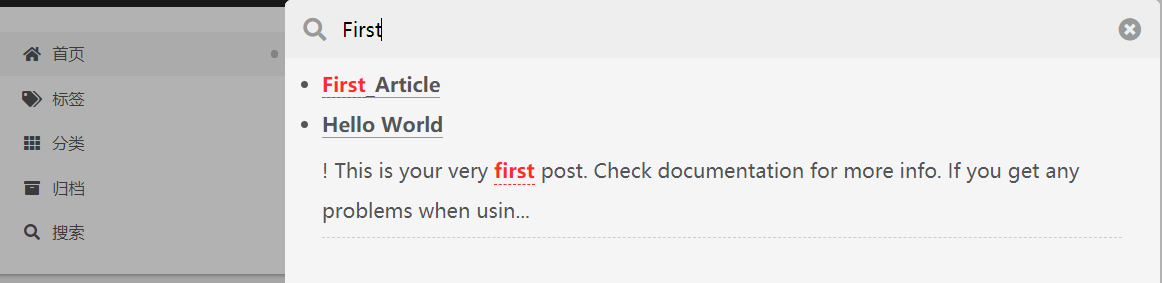 首页
标签
分类
归档
搜索
First
First_Article
Hello World
! This is your very first post. Check documentation for more info. If you get any
problems when usin...